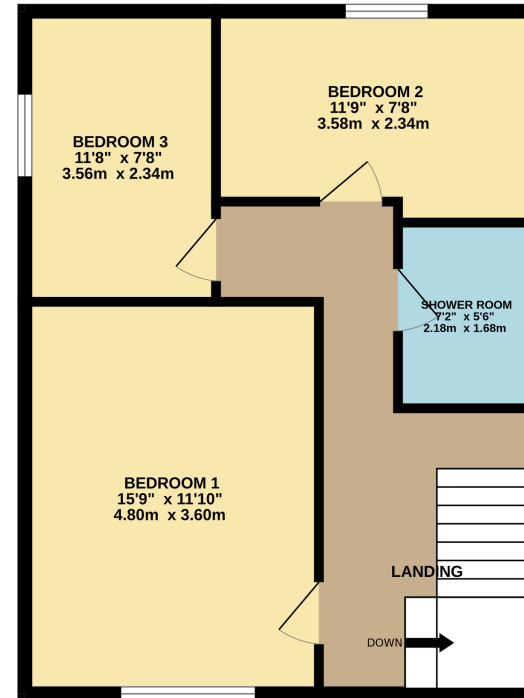 BEDROOM 2
11'9" x 7'8"
3.58m x 2.34m
BEDROOM 3
11'8" x 7'8"
3.56m x 2.34m
SHOWER ROOM
7'2" x 5'6"
2.18m x 1.68m
BEDROOM 1
15'9" x 11'10"
4.80m x 3.60m
LANDING
DOWN